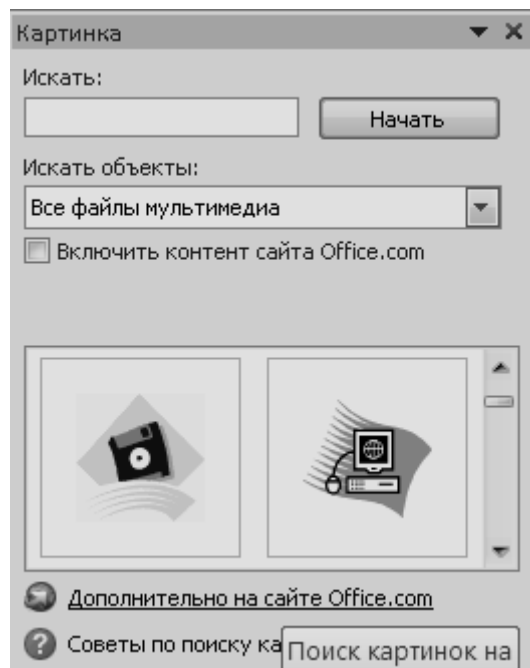 Картинка
Искать:
Начать
Искать объекты:
Все файлы мультимедиа
Включить контент сайта Office.com
Дополнительно на сайте Office.com
Советы по поиску ка
Поиск картинок на